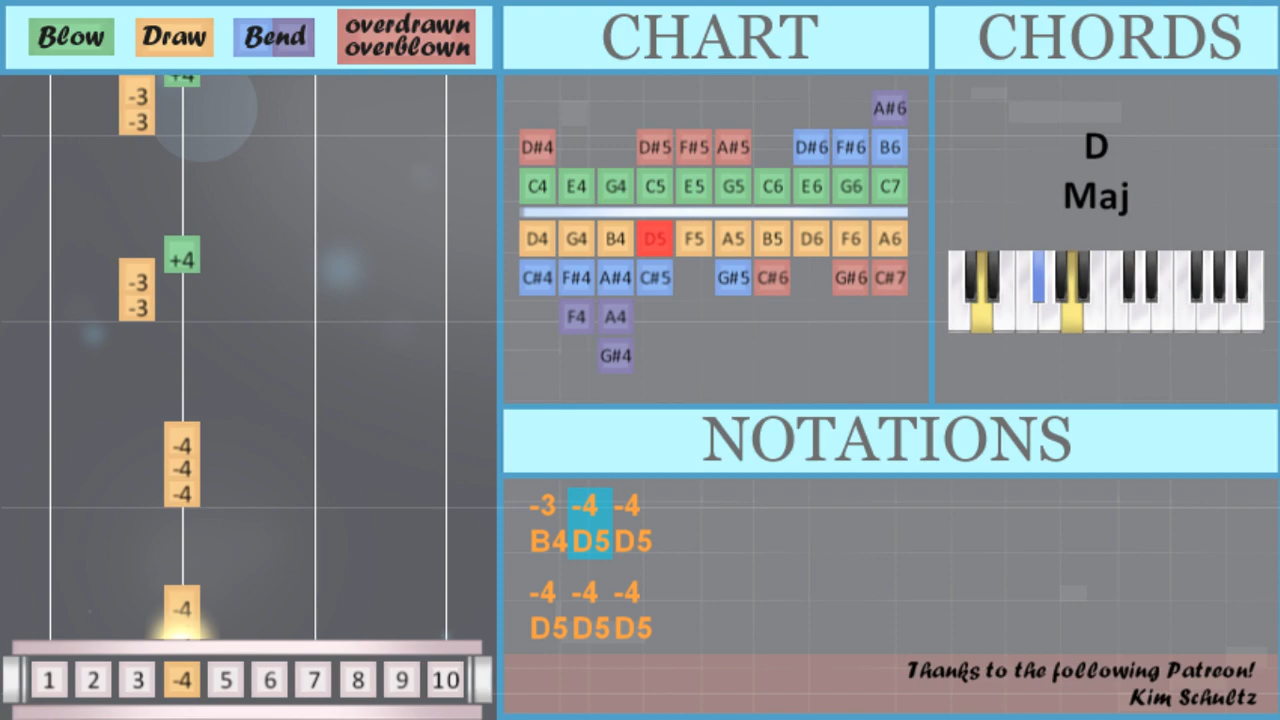 Blow Draw Bend overdrawn
overblown
CHART
CHORDS
+4
-3
-3
+4
-3
-3
-4
-4
-4
-4
1 2 3 -4 5 6 7 8 9 10
A#6
D#4 D#5 F#5 A#5 D#6 F#6 B6
C4 E4 G4 C5 E5 G5 C6 E6 G6 C7
D4 G4 B4 D5 F5 A5 B5 D6 F6 A6
C#4 F#4 A#4 C#5 G#5 C#6 G#6 C#7
F4 A4
G#4
D
Maj
NOTATIONS
-3 -4 -4
B4 D5 D5
-4 -4 -4
D5 D5 D5
Thanks to the following Patreon!
Kim Schultz